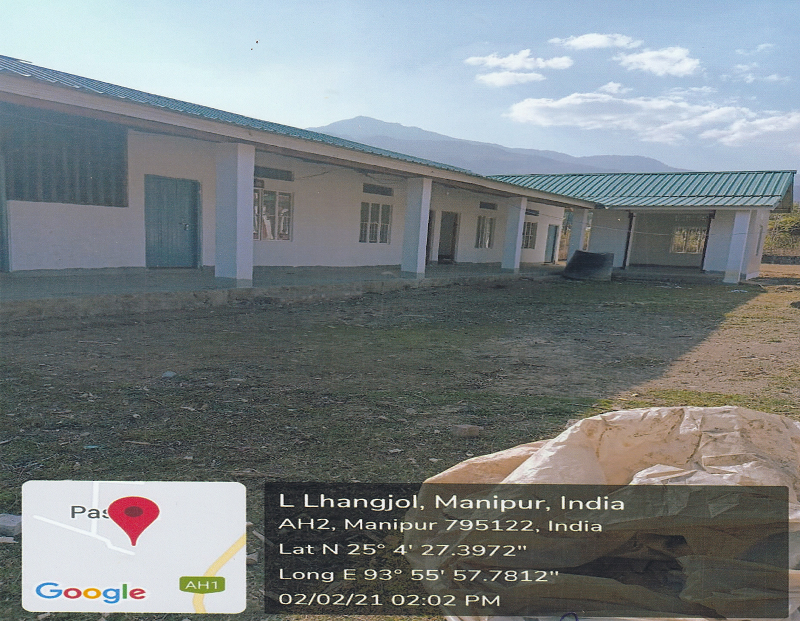 Pas
Google
AH1
L Lhangjol, Manipur, India
AH2, Manipur 795122, India
Lat N 25° 4' 27.3972"
Long E 93° 55' 57.7812"
02/02/21 02:02 PM